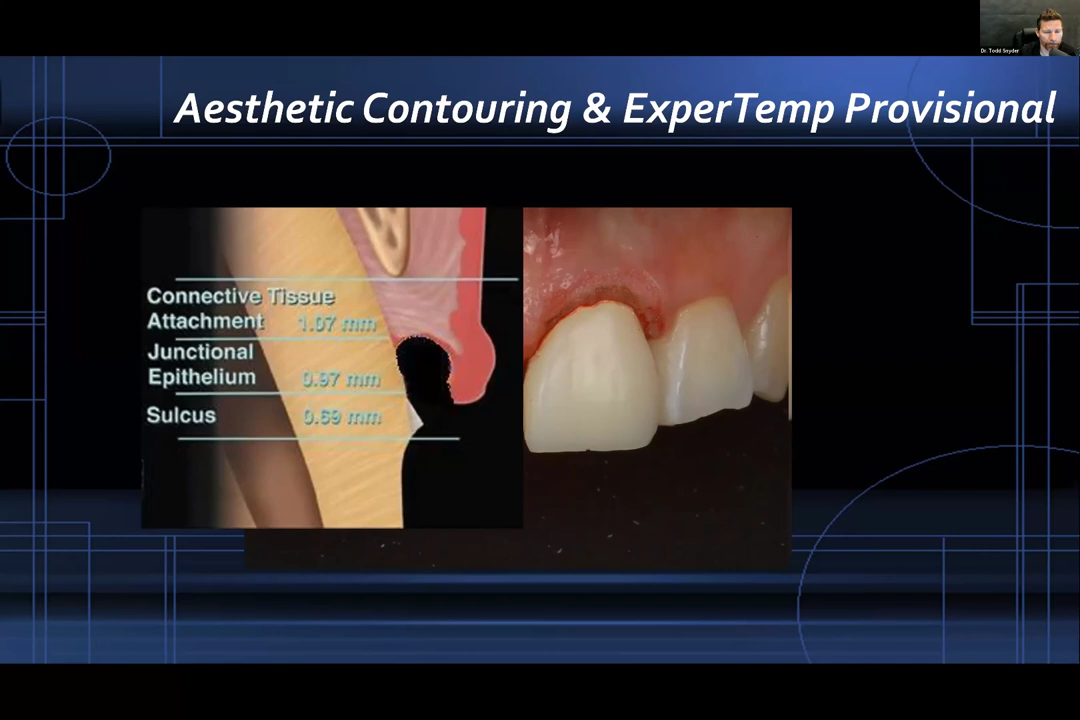 Dr. Todd Snyder
Aesthetic Contouring & ExperTemp Provisional
Connective Tissue
Attachment 1.07 mm
Junctional
Epithelium 0.97 mm
Sulcus 0.69 mm